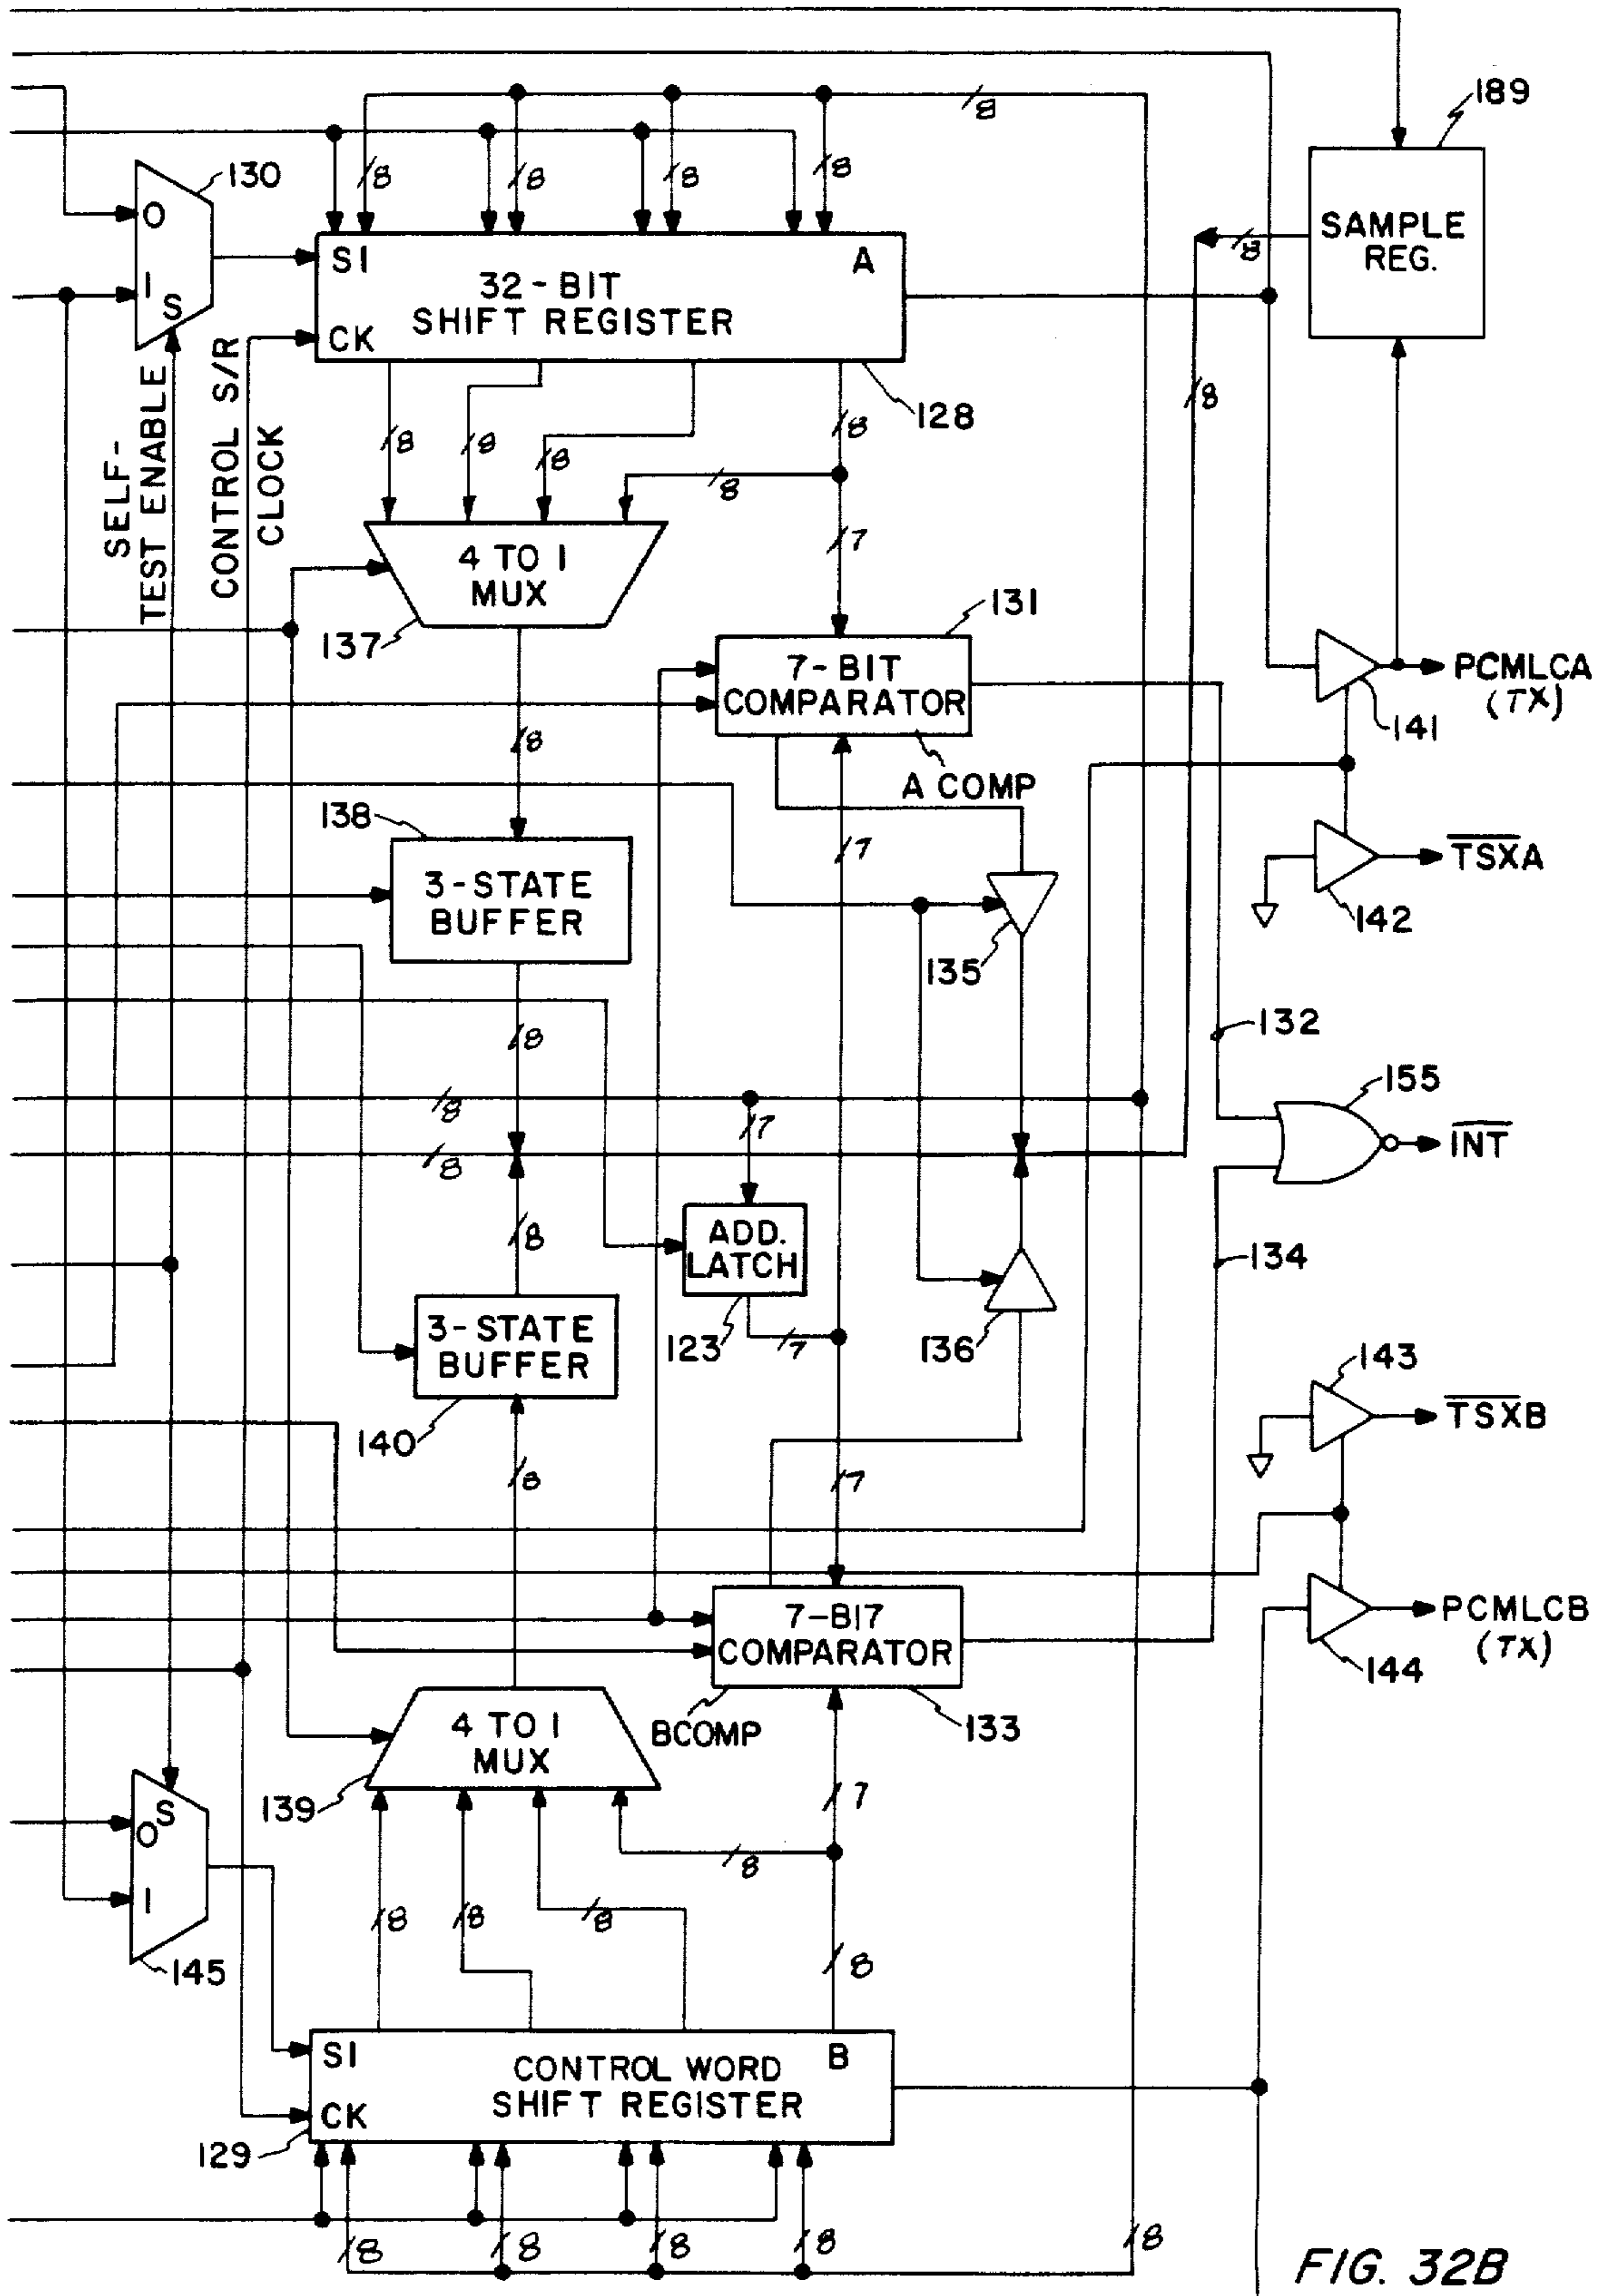 189
8
130
O
I
S
8
8
8
8
SAMPLE
REG.
8
SI
A
32-BIT
SHIFT REGISTER
CK
128
SELF-
TEST ENABLE
CONTROL S/R
CLOCK
8
8
8
8
8
8
7
4 TO I
MUX
137
131
7-BIT
COMPARATOR
PCMLCA
(TX)
141
8
A COMP
138
7
3-STATE
BUFFER
TSXA
142
135
8
132
8
7
155
8
INT
8
ADD.
LATCH
134
3-STATE
BUFFER
123
7
136
143
TSXB
140
8
7
7-BI7
COMPARATOR
PCMLCB
(TX)
144
4 TO I
MUX
BCOMP
133
139
S
O
I
7
8
8
8
8
8
145
SI
B
CONTROL WORD
SHIFT REGISTER
CK
129
8
8
8
8
8
FIG. 32B